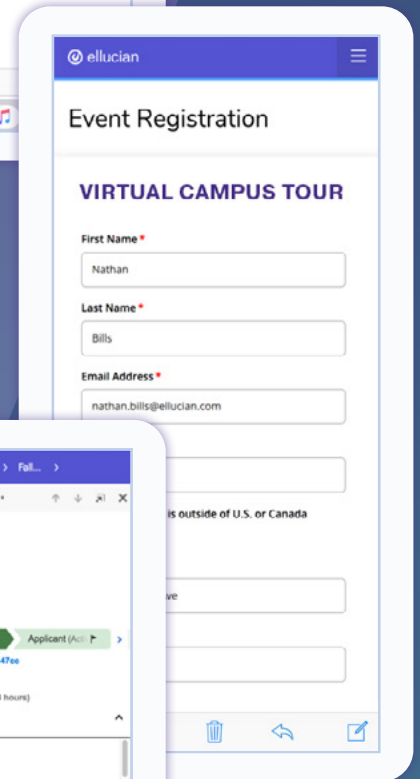 ellucian
Event Registration
VIRTUAL CAMPUS TOUR
First Name *
Nathan
Last Name *
Bills
Email Address *
nathan.bills@ellucian.com
is outside of U.S. or Canada
ve
> Fall... >
Applicant (Acti
47ee
hours)